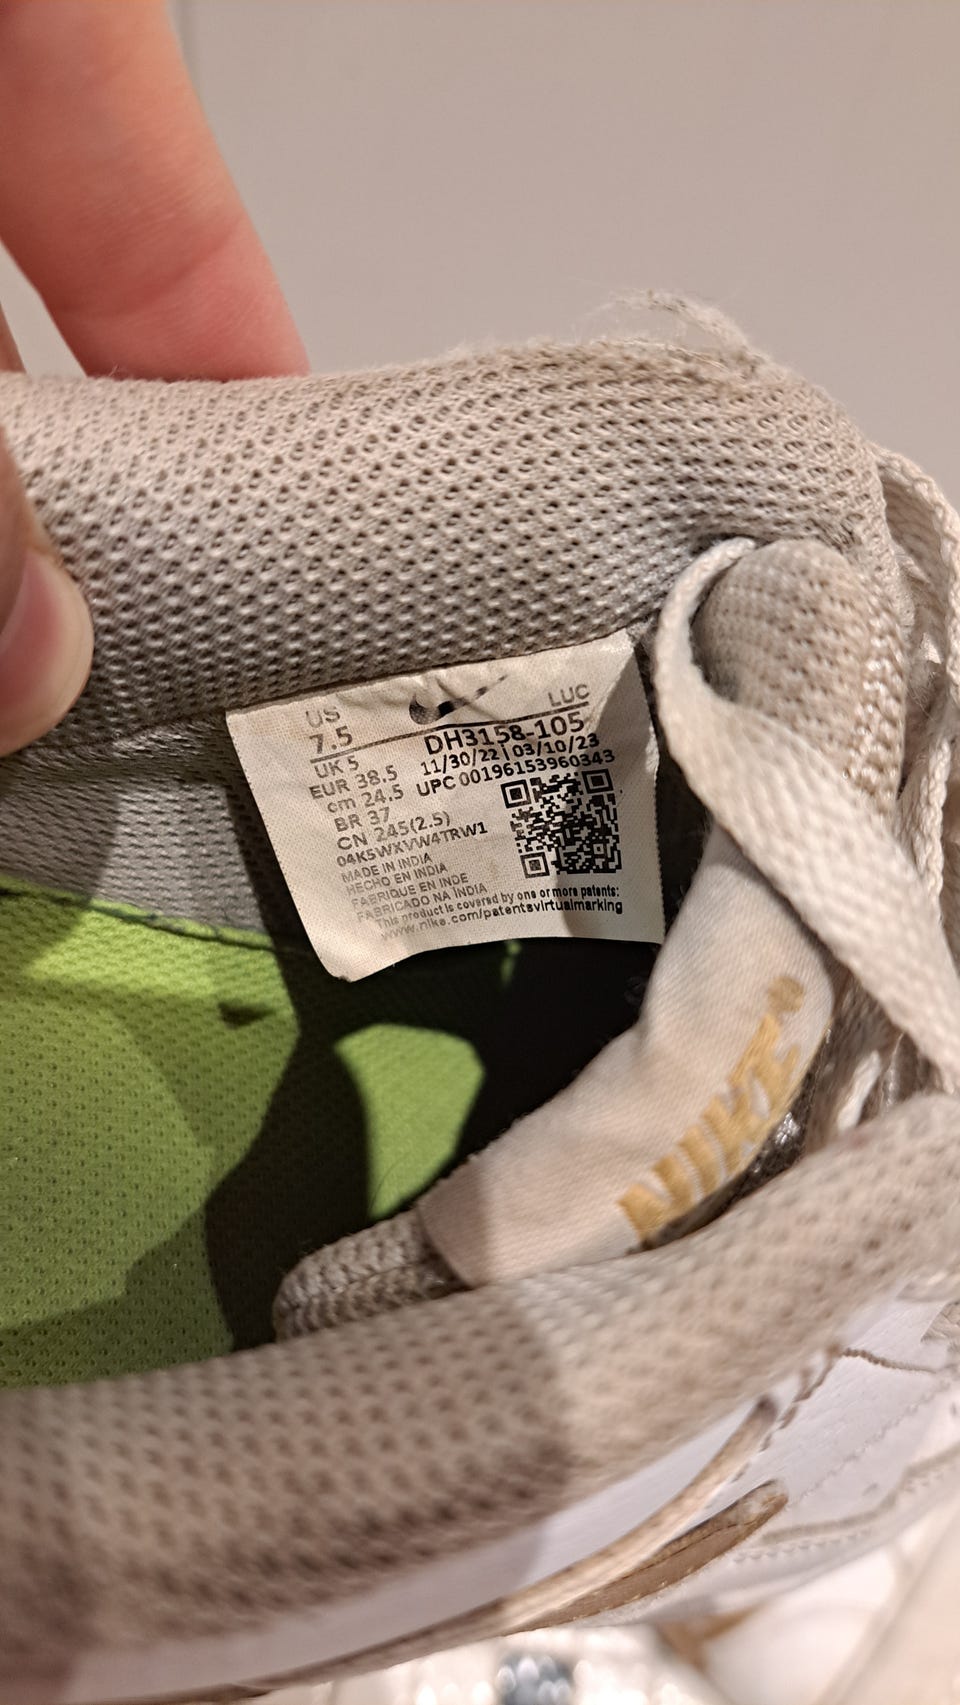 US
7.5
LUC
DH3158-105
11/30/22|03/10/23
UPC 00196153960343
UK 5
EUR 38.5
cm 24.5
BR 37
CN 245(2.5)
04K5WXVW4TRW1
MADE IN INDIA
HECHO EN INDIA
FABRIQUE EN INDE
FABRICADO NA INDIA
This product is covered by one or more patents:
www.nike.com/patentsvirtualmarking
NIKE